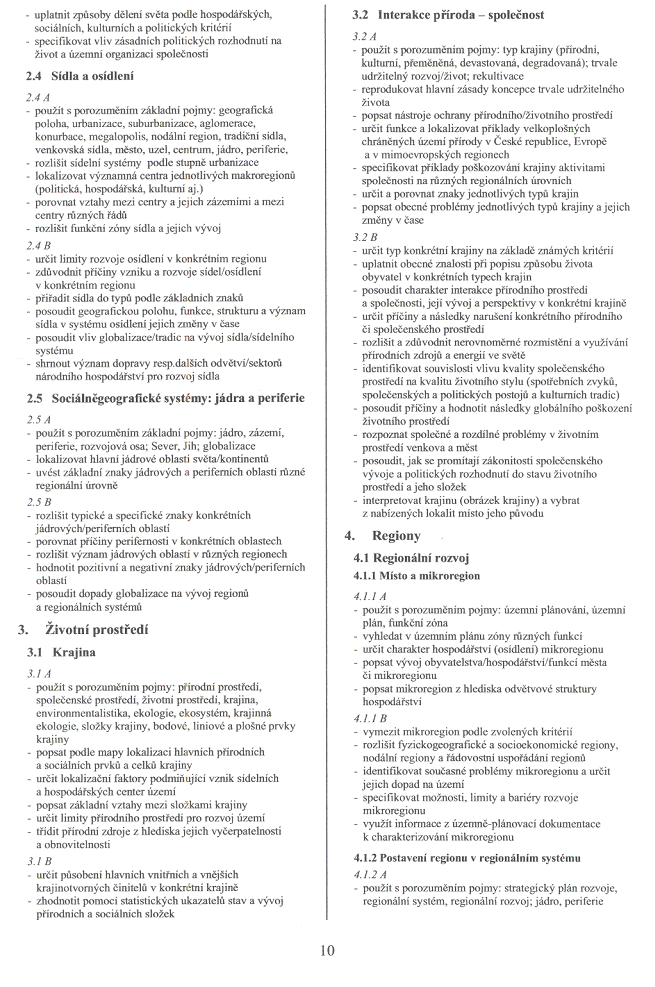 - uplatnit způsoby dělení světa podle hospodářských,
sociálních, kulturních a politických kritérií
- specifikovat vliv zásadních politických rozhodnutí na
život a územní organizaci společnosti
2.4 Sídla a osídlení
2.4 A
- použít s porozuměním základní pojmy: geografická
poloha, urbanizace, suburbanizace, aglomerace,
konurbace, megalopolis, nodální region, tradiční sídla,
venkovská sídla, město, uzel, centrum, jádro, periferie,
- rozlišit sídelní systémy podle stupně urbanizace
- lokalizovat významná centra jednotlivých makroregionů
(politická, hospodářská, kulturní aj.)
- porovnat vztahy mezi centry a jejich zázemími a mezi
centry různých řádů
- rozlišit funkční zóny sídla a jejich vývoj
2.4 B
- určit limity rozvoje osídlení v konkrétním regionu
- zdůvodnit příčiny vzniku a rozvoje sídel/osídlení
v konkrétním regionu
- přiřadit sídla do typů podle základních znaků
- posoudit geografickou polohu, funkce, strukturu a význam
sídla v systému osídlení jejich změny v čase
- posoudit vliv globalizace/tradic na vývoj sídla/sídelního
systému
- shrnout význam dopravy resp.dalších odvětví/sektorů
národního hospodářství pro rozvoj sídla
2.5 Sociálněgeografické systémy: jádra a periferie
2.5 A
- použít s porozuměním základní pojmy: jádro, zázemí,
periferie, rozvojová osa; Sever, Jih; globalizace
- lokalizovat hlavní jádrové oblasti světa/kontinentů
- uvést základní znaky jádrových a periferních oblastí různé
regionální úrovně
2.5 B
- rozlišit typické a specifické znaky konkrétních
jádrových/periferních oblastí
- porovnat příčiny perifernosti v konkrétních oblastech
- rozlišit význam jádrových oblastí v různých regionech
- hodnotit pozitivní a negativní znaky jádrových/periferních
oblastí
- posoudit dopady globalizace na vývoj regionů
a regionálních systémů
3. Životní prostředí
3.1 Krajina
3.1 A
- použít s porozuměním pojmy: přírodní prostředí,
společenské prostředí, životní prostředí, krajina,
environmentalistika, ekologie, ekosystém, krajinná
ekologie, složky krajiny, bodové, liniové a plošné prvky
krajiny
- popsat podle mapy lokalizaci hlavních přírodních
a sociálních prvků a celků krajiny
- určit lokalizační faktory podmiňující vznik sídelních
a hospodářských center území
- popsat základní vztahy mezi složkami krajiny
- určit limity přírodního prostředí pro rozvoj území
- třídit přírodní zdroje z hlediska jejich vyčerpatelnosti
a obnovitelnosti
3.1 B
- určit působení hlavních vnitřních a vnějších
krajinotvorných činitelů v konkrétní krajině
- zhodnotit pomocí statistických ukazatelů stav a vývoj
přírodních a sociálních složek
3.2 Interakce příroda – společnost
3.2 A
- použít s porozuměním pojmy: typ krajiny (přírodní,
kulturní, přeměněná, devastovaná, degradovaná); trvale
udržitelný rozvoj/život; rekultivace
- reprodukovat hlavní zásady koncepce trvale udržitelného
života
- popsat nástroje ochrany přírodního/životního prostředí
- určit funkce a lokalizovat příklady velkoplošných
chráněných území přírody v České republice, Evropě
a v mimoevropských regionech
- specifikovat příklady poškozování krajiny aktivitami
společnosti na různých regionálních úrovních
- určit a porovnat znaky jednotlivých typů krajin
- popsat obecné problémy jednotlivých typů krajiny a jejich
změny v čase
3.2 B
- určit typ konkrétní krajiny na základě známých kritérií
- uplatnit obecné znalosti při popisu způsobu života
obyvatel v konkrétních typech krajin
- posoudit charakter interakce přírodního prostředí
a společnosti, její vývoj a perspektivy v konkrétní krajině
- určit příčiny a následky narušení konkrétního přírodního
či společenského prostředí
- rozlišit a zdůvodnit nerovnoměrné rozmístění a využívání
přírodních zdrojů a energií ve světě
- identifikovat souvislosti vlivu kvality společenského
prostředí na kvalitu životního stylu (spotřebních zvyků,
společenských a politických postojů a kulturních tradic)
- posoudit příčiny a hodnotit následky globálního poškození
životního prostředí
- rozpoznat společné a rozdílné problémy v životním
prostředí venkova a měst
- posoudit, jak se promítají zákonitosti společenského
vývoje a politických rozhodnutí do stavu životního
prostředí a jeho složek
- interpretovat krajinu (obrázek krajiny) a vybrat
z nabízených lokalit místo jeho původu
4. Regiony
4.1 Regionální rozvoj
4.1.1 Místo a mikroregion
4.1.1 A
- použít s porozuměním pojmy: územní plánování, územní
plán, funkční zóna
- vyhledat v územním plánu zóny různých funkcí
- určit charakter hospodářství (osídlení) mikroregionu
- popsat vývoj obyvatelstva/hospodářství/funkcí města
či mikroregionu
- popsat mikroregion z hlediska odvětvové struktury
hospodářství
4.1.1 B
- vymezit mikroregion podle zvolených kritérií
- rozlišit fyzickogeografické a socioekonomické regiony,
nodální regiony a řádovostní uspořádání regionů
- identifikovat současné problémy mikroregionu a určit
jejich dopad na území
- specifikovat možnosti, limity a bariéry rozvoje
mikroregionu
- využít informace z územně-plánovací dokumentace
k charakterizování mikroregionu
4.1.2 Postavení regionu v regionálním systému
4.1.2 A
- použít s porozuměním pojmy: strategický plán rozvoje,
regionální systém, regionální rozvoj; jádro, periferie
10